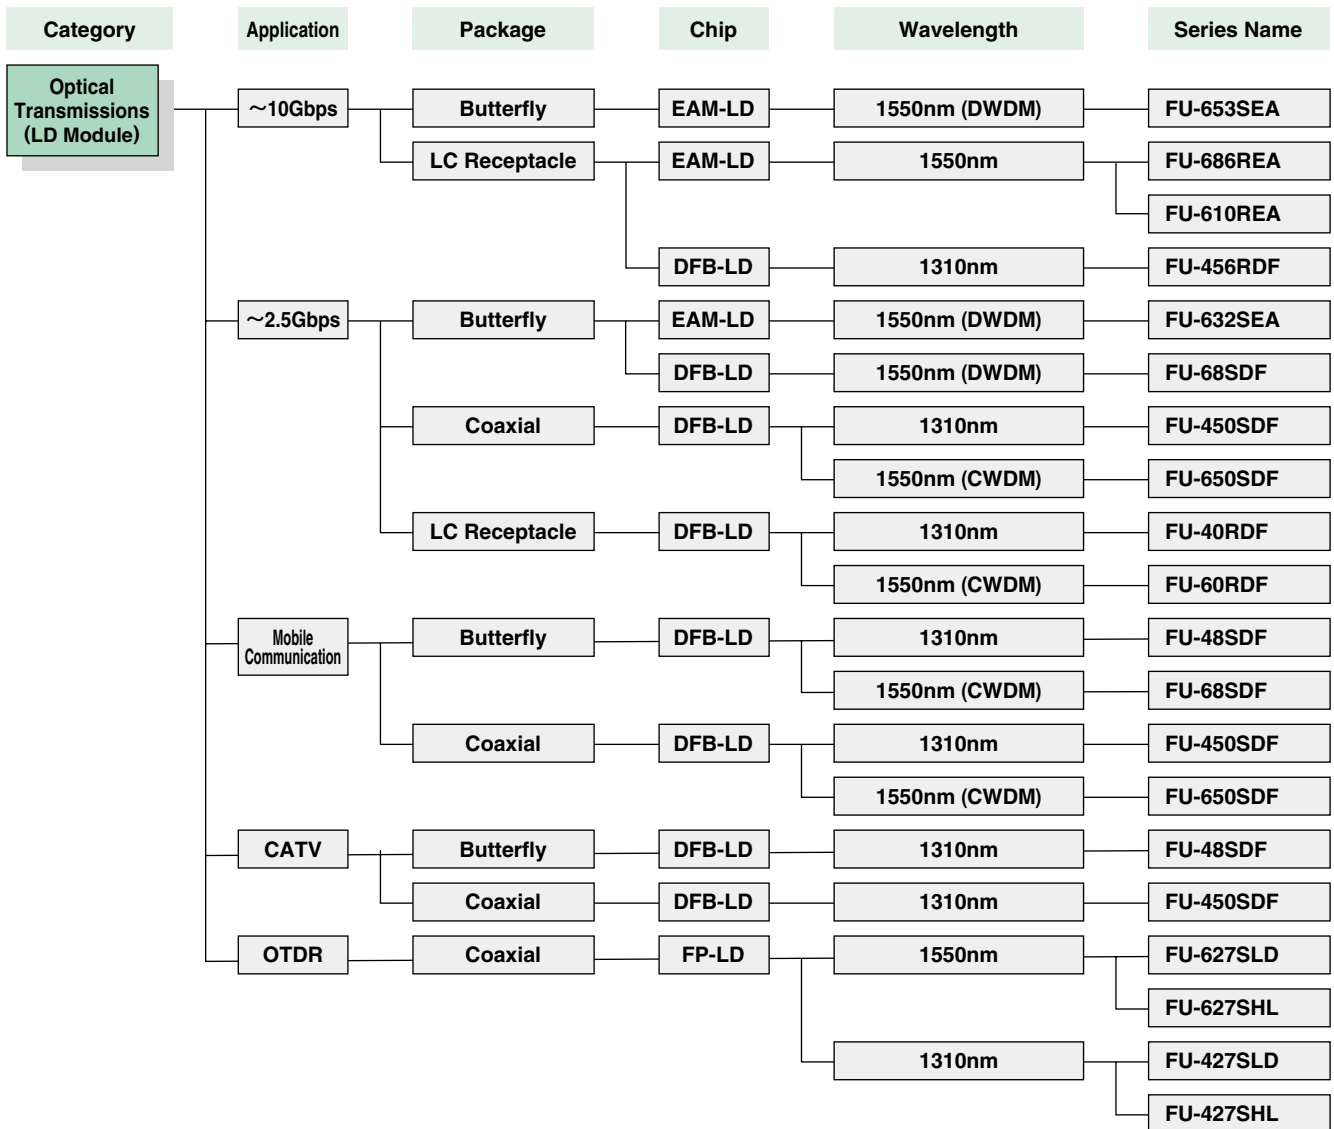 Category Application Package Chip Wavelength Series Name
Optical
Transmissions
(LD Module)
～10Gbps Butterfly EAM-LD 1550nm (DWDM) FU-653SEA
LC Receptacle EAM-LD 1550nm FU-686REA
FU-610REA
DFB-LD 1310nm FU-456RDF
～2.5Gbps Butterfly EAM-LD 1550nm (DWDM) FU-632SEA
DFB-LD 1550nm (DWDM) FU-68SDF
Coaxial DFB-LD 1310nm FU-450SDF
1550nm (CWDM) FU-650SDF
LC Receptacle DFB-LD 1310nm FU-40RDF
1550nm (CWDM) FU-60RDF
Mobile
Communication
Butterfly DFB-LD 1310nm FU-48SDF
1550nm (CWDM) FU-68SDF
Coaxial DFB-LD 1310nm FU-450SDF
1550nm (CWDM) FU-650SDF
CATV Butterfly DFB-LD 1310nm FU-48SDF
Coaxial DFB-LD 1310nm FU-450SDF
OTDR Coaxial FP-LD 1550nm FU-627SLD
FU-627SHL
1310nm FU-427SLD
FU-427SHL